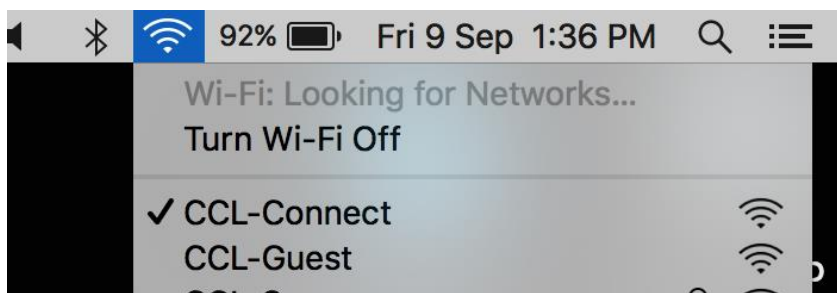 92% Fri 9 Sep 1:36 PM
Wi-Fi: Looking for Networks...
Turn Wi-Fi Off
✓ CCL-Connect
CCL-Guest